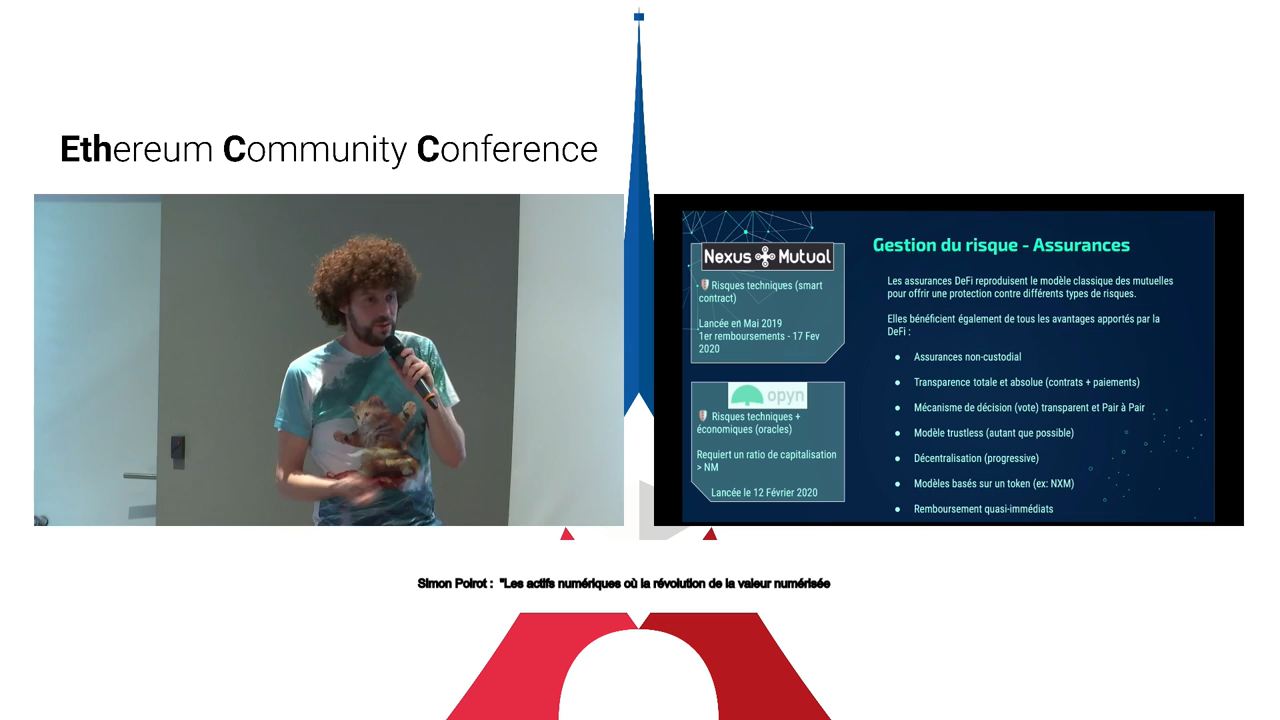 Ethereum Community Conference
Nexus Mutual
Risques techniques (smart
contract)
Lancée en Mai 2019
1er remboursements - 17 Fev
2020
opyn
Risques techniques +
économiques (oracles)
Requiert un ratio de capitalisation
> NM
Lancée le 12 Février 2020
Gestion du risque - Assurances
Les assurances DeFi reproduisent le modèle classique des mutuelles
pour offrir une protection contre différents types de risques.
Elles bénéficient également de tous les avantages apportés par la
DeFi :
● Assurances non-custodial
● Transparence totale et absolue (contrats + paiements)
● Mécanisme de décision (vote) transparent et Pair à Pair
● Modèle trustless (autant que possible)
● Décentralisation (progressive)
● Modèles basés sur un token (ex: NXM)
● Remboursement quasi-immédiats
Simon Poirot : "Les actifs numériques où la révolution de la valeur numérisée